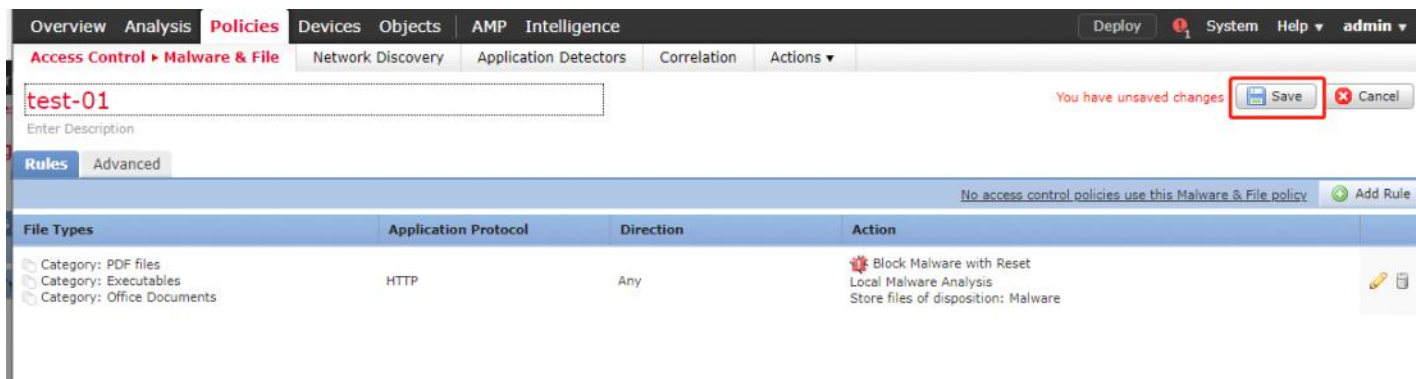 Overview Analysis Policies Devices Objects AMP Intelligence Deploy 1 System Help ▾ admin ▾
Access Control ▸ Malware & File Network Discovery Application Detectors Correlation Actions ▾
test-01 You have unsaved changes Save Cancel
Enter Description
Rules Advanced
No access control policies use this Malware & File policy Add Rule
File Types Application Protocol Direction Action
Category: PDF files
Category: Executables
Category: Office Documents
HTTP
Any
Block Malware with Reset
Local Malware Analysis
Store files of disposition: Malware